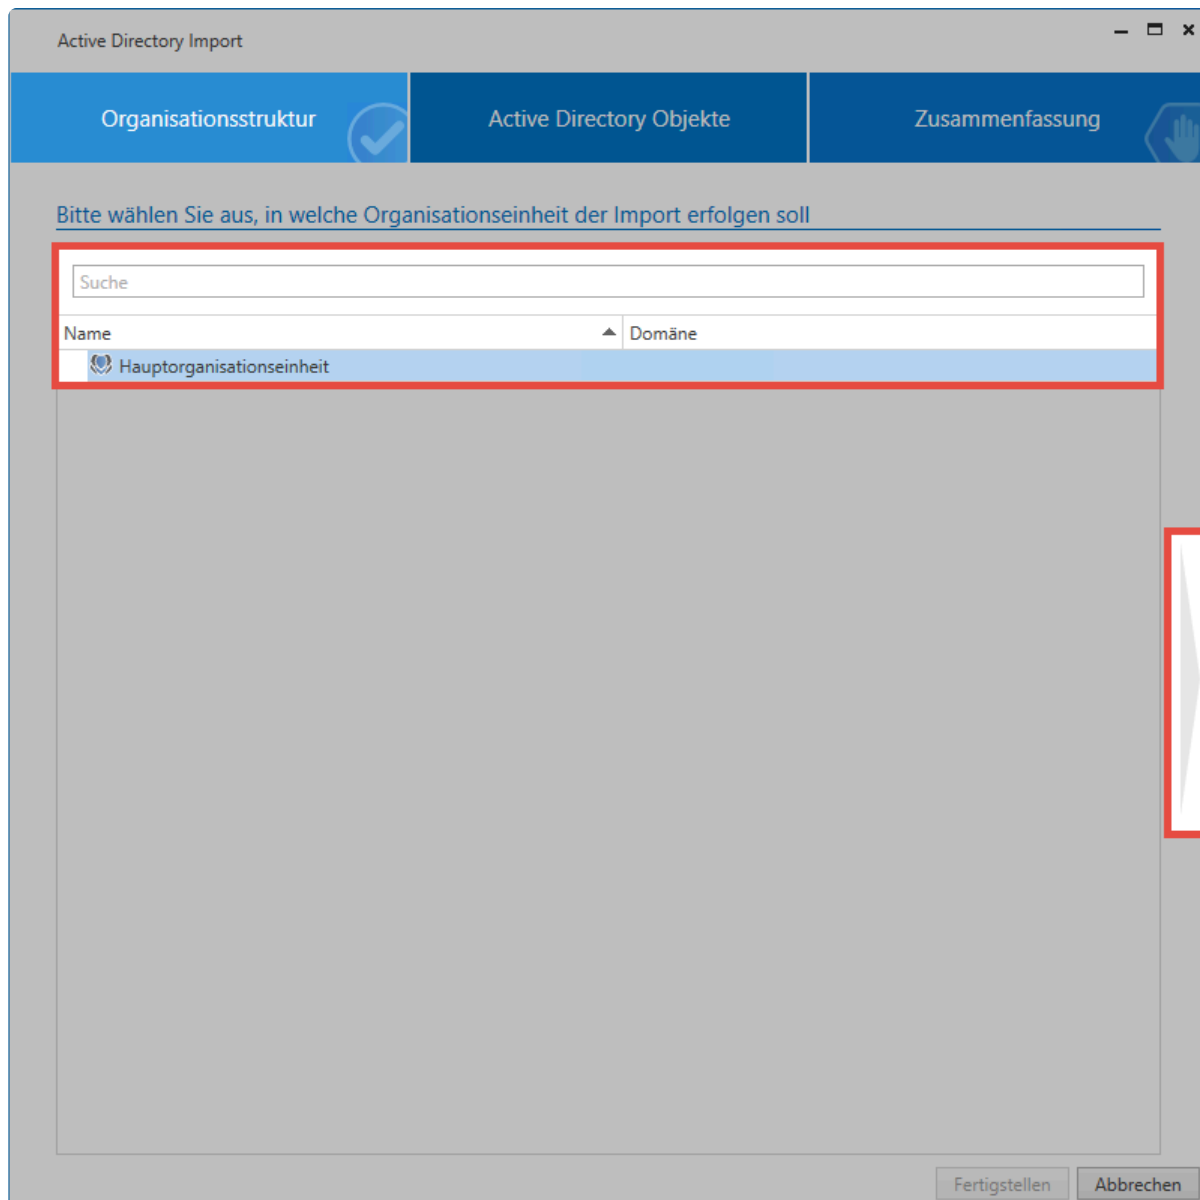 Active Directory Import
Organisationsstruktur
Active Directory Objekte
Zusammenfassung
Bitte wählen Sie aus, in welche Organisationseinheit der Import erfolgen soll
Suche
Name
Domäne
Hauptorganisationseinheit
Fertigstellen
Abbrechen